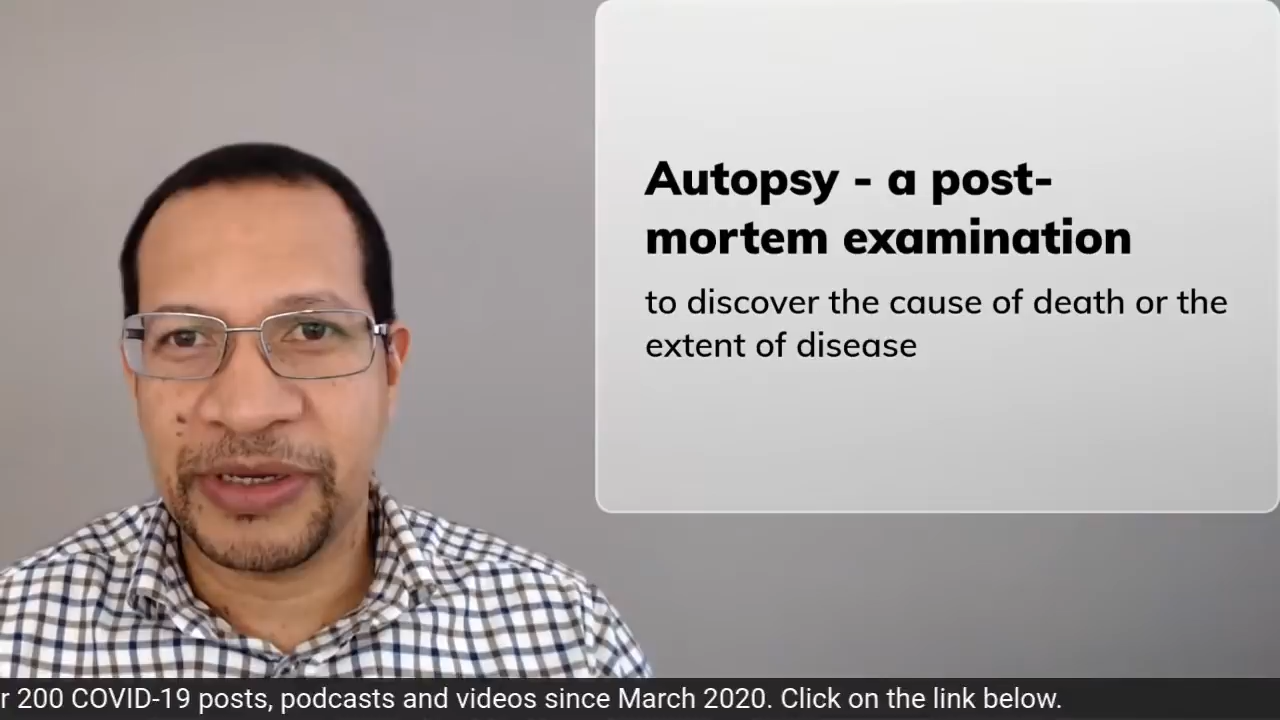 Autopsy - a post-
mortem examination
to discover the cause of death or the
extent of disease
200 COVID-19 posts, podcasts and videos since March 2020. Click on the link below.